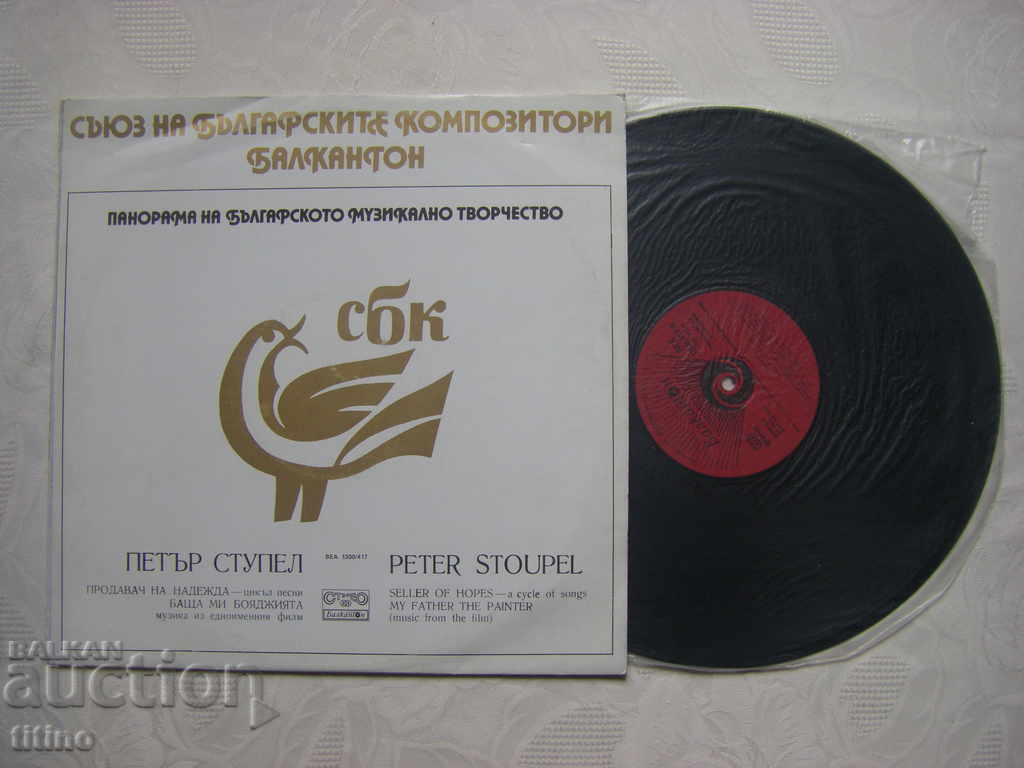 СЪЮЗ НА БЪЛГАРСКИТЕ КОМПОЗИТОРИ
БАЛКАНТОН
ПАНОРАМА НА БЪЛГАРСКОТО МУЗИКАЛНО ТВОРЧЕСТВО
сбк
ПЕТЪР СТУПЕЛ
ВЕА 1300/417
PETER STOUPEL
ПРОДАВАЧ НА НАДЕЖДА — цикъл песни
БАЩА МИ БОЯДЖИЯТА
музика из едноименния филм
СТЕРЕО
Балкантон
SELLER OF HOPES — a cycle of songs
MY FATHER THE PAINTER
(music from the film)
BALKAN
auction
titino